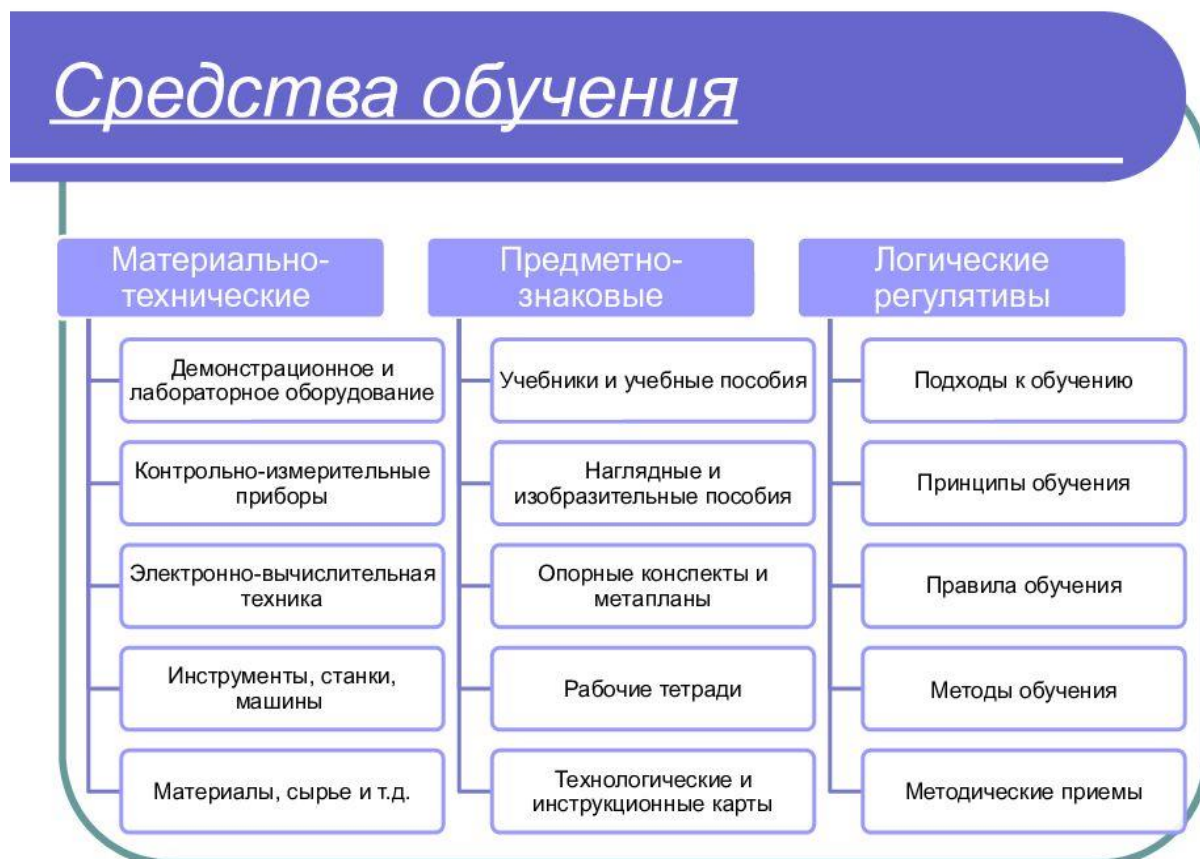 Средства обучения
Материально-
технические
Демонстрационное и
лабораторное оборудование
Контрольно-измерительные
приборы
Электронно-вычислительная
техника
Инструменты, станки,
машины
Материалы, сырье и т.д.
Предметно-
знаковые
Учебники и учебные пособия
Наглядные и
изобразительные пособия
Опорные конспекты и
метапланы
Рабочие тетради
Технологические и
инструкционные карты
Логические
регулятивы
Подходы к обучению
Принципы обучения
Правила обучения
Методы обучения
Методические приемы